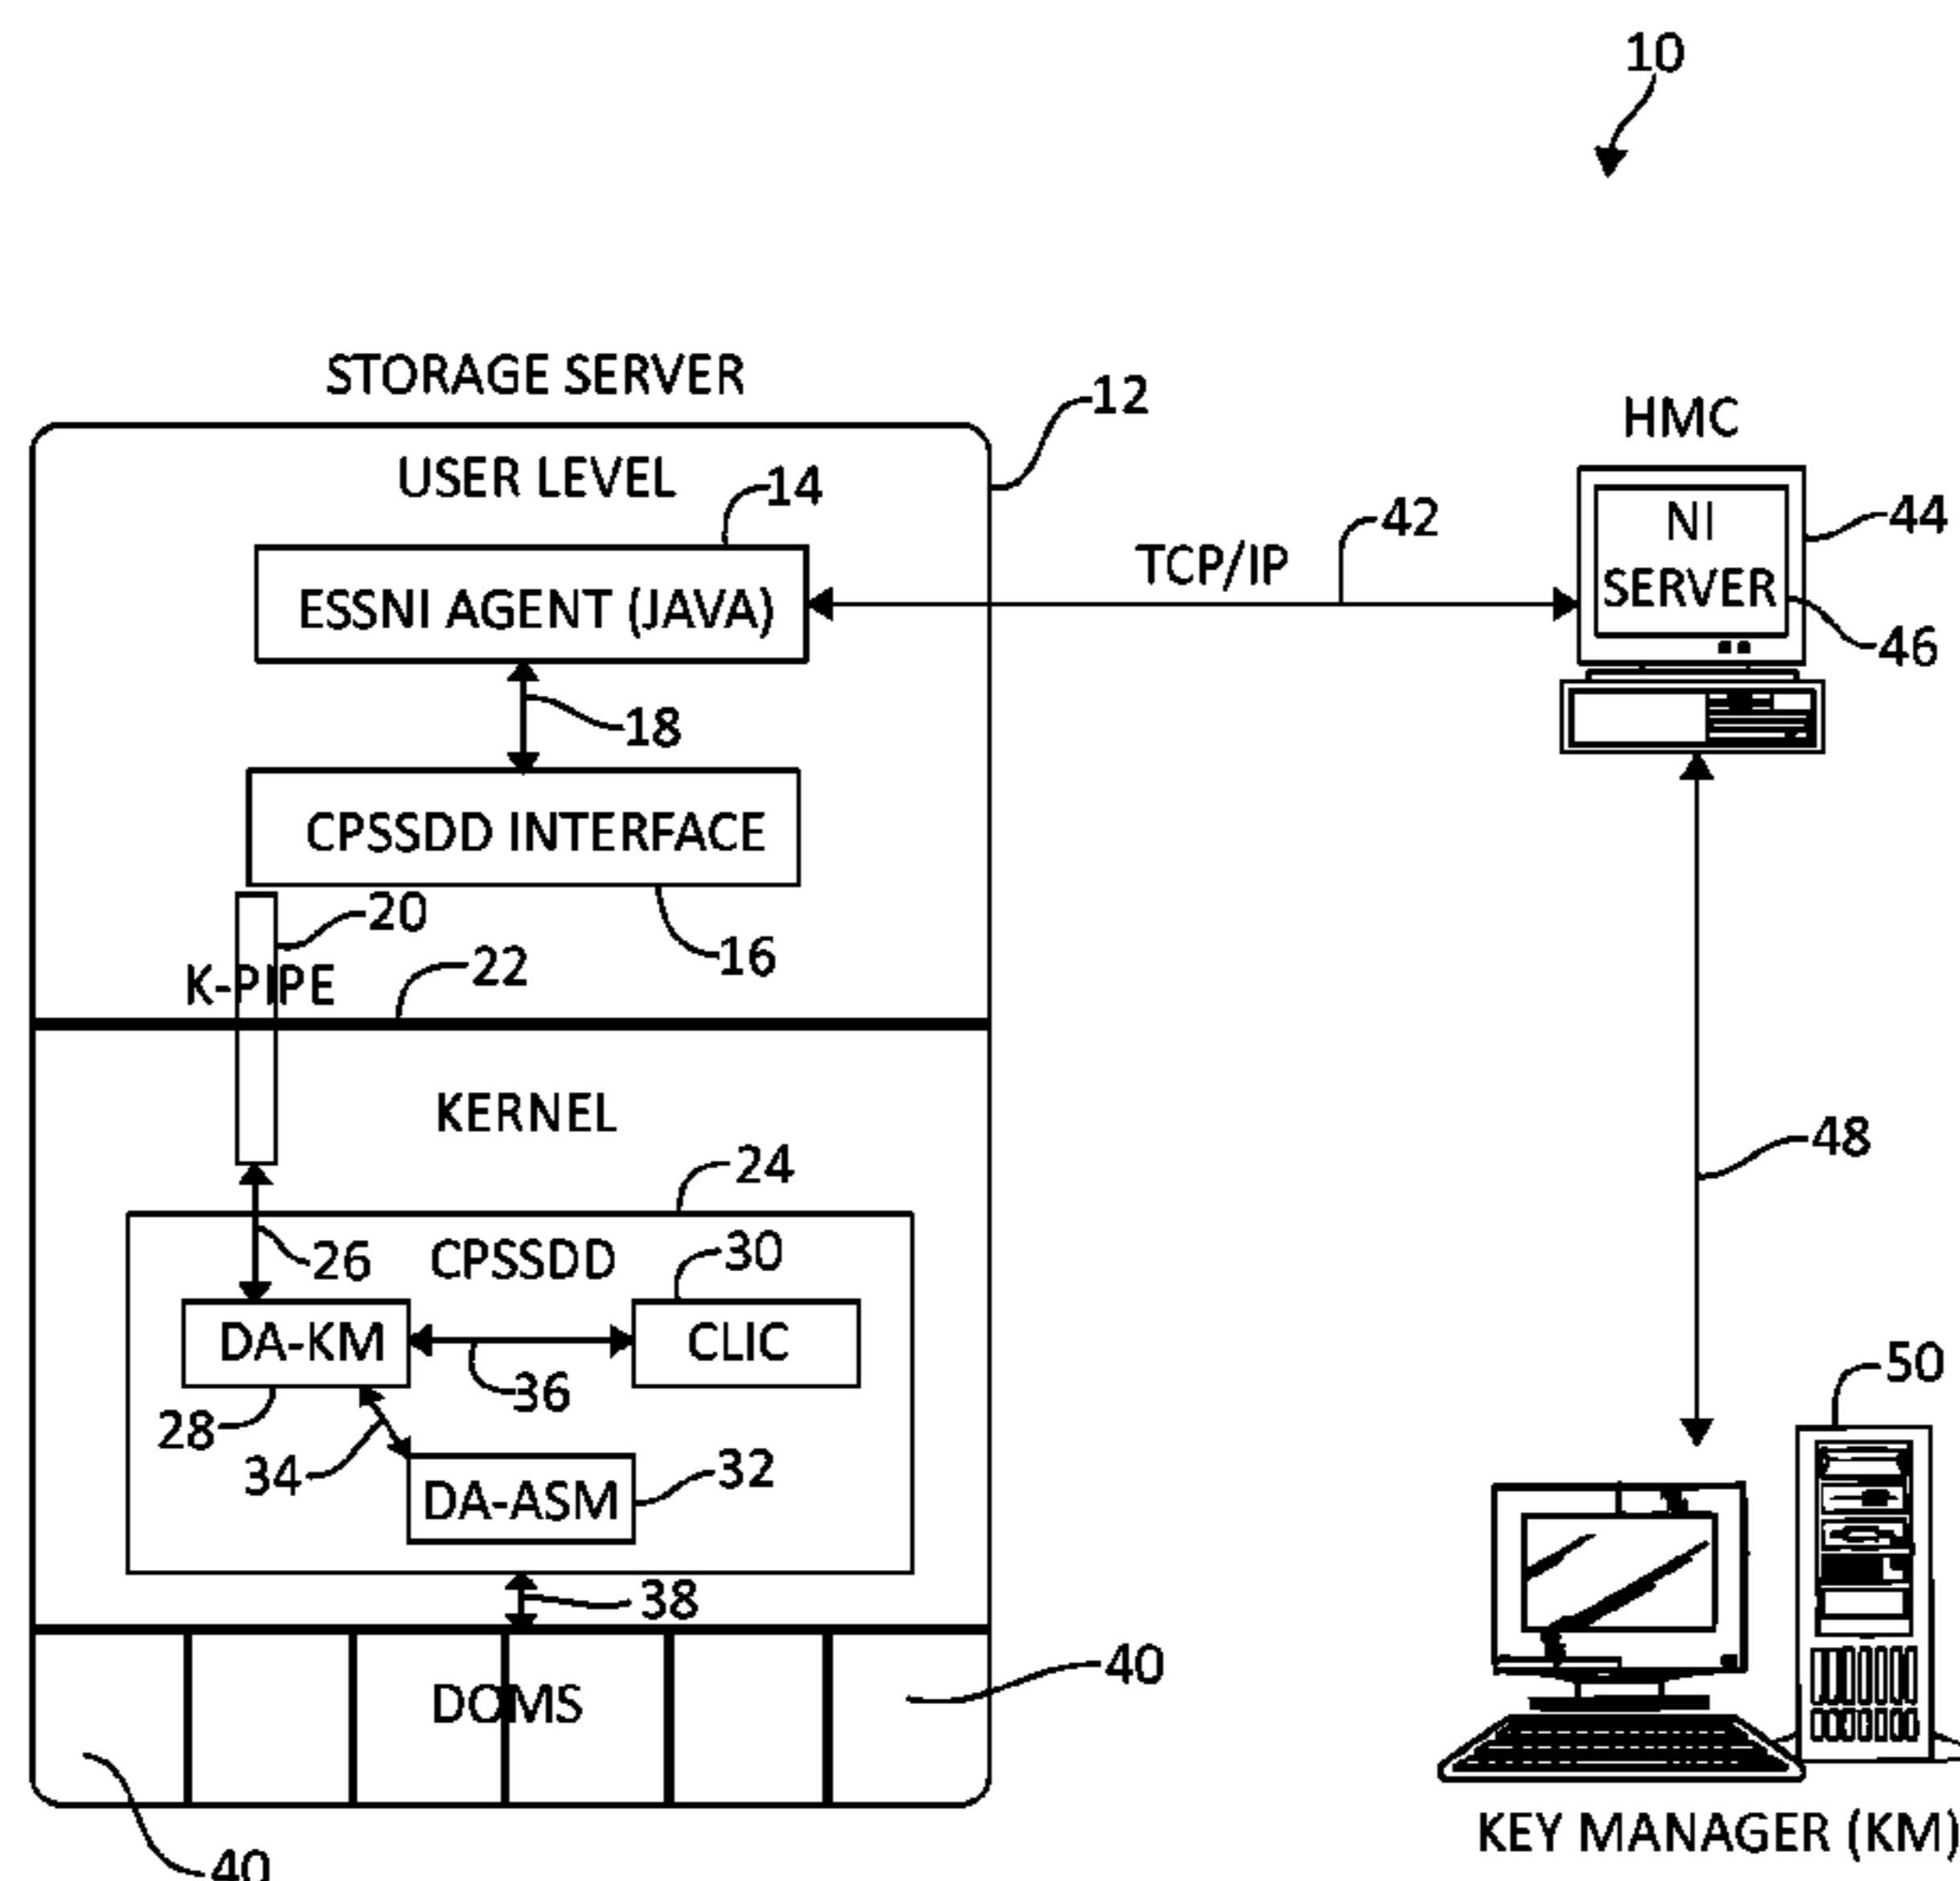 10
STORAGE SERVER
12
HMC
USER LEVEL
14
42
NI
SERVER
44
TCP/IP
ESSNI AGENT (JAVA)
46
18
CPSSDD INTERFACE
20
16
K-PIPE
22
KERNEL
48
24
CPSSDD
26
30
DA-KM
CLIC
36
50
28
34
DA-ASM
32
38
DOMS
40
40
KEY MANAGER (KM)